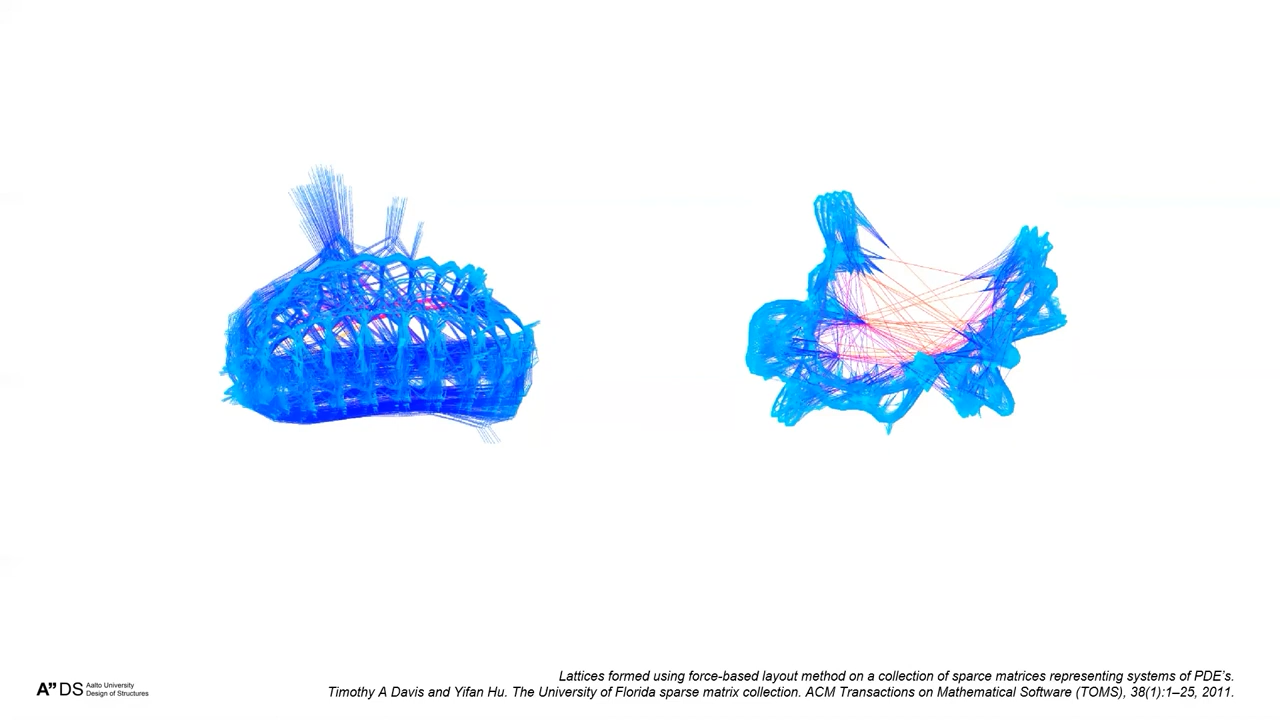 Lattices formed using force-based layout method on a collection of sparce matrices representing systems of PDE's.
Timothy A Davis and Yifan Hu. The University of Florida sparse matrix collection. ACM Transactions on Mathematical Software (TOMS), 38(1):1–25, 2011.
A” DS Aalto University
Design of Structures